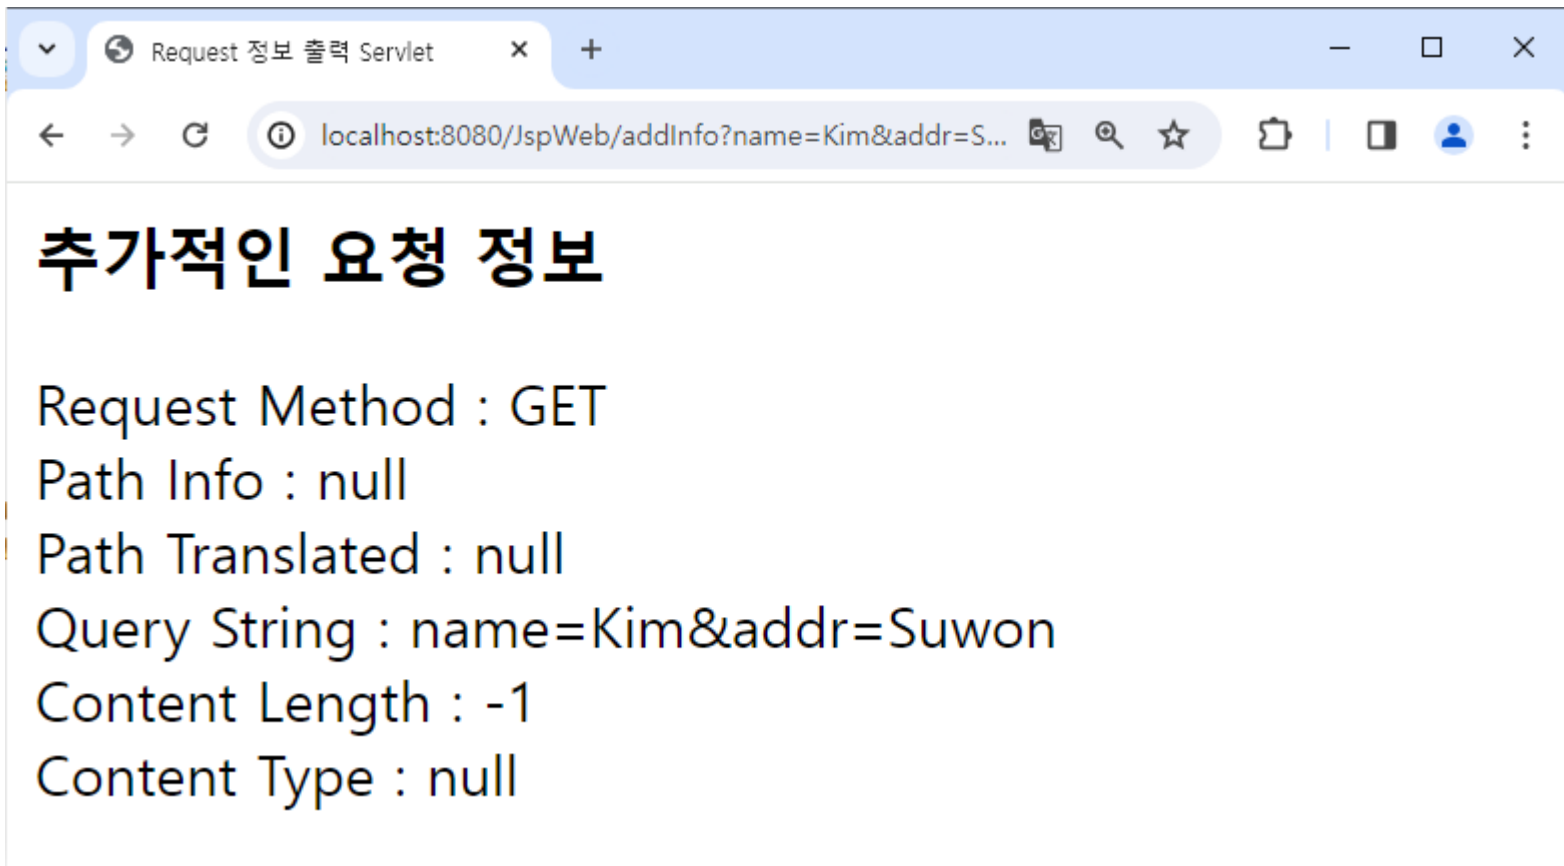 Request 정보 출력 Servlet
localhost:8080/JspWeb/addInfo?name=Kim&addr=S...
추가적인 요청 정보
Request Method : GET
Path Info : null
Path Translated : null
Query String : name=Kim&addr=Suwon
Content Length : -1
Content Type : null